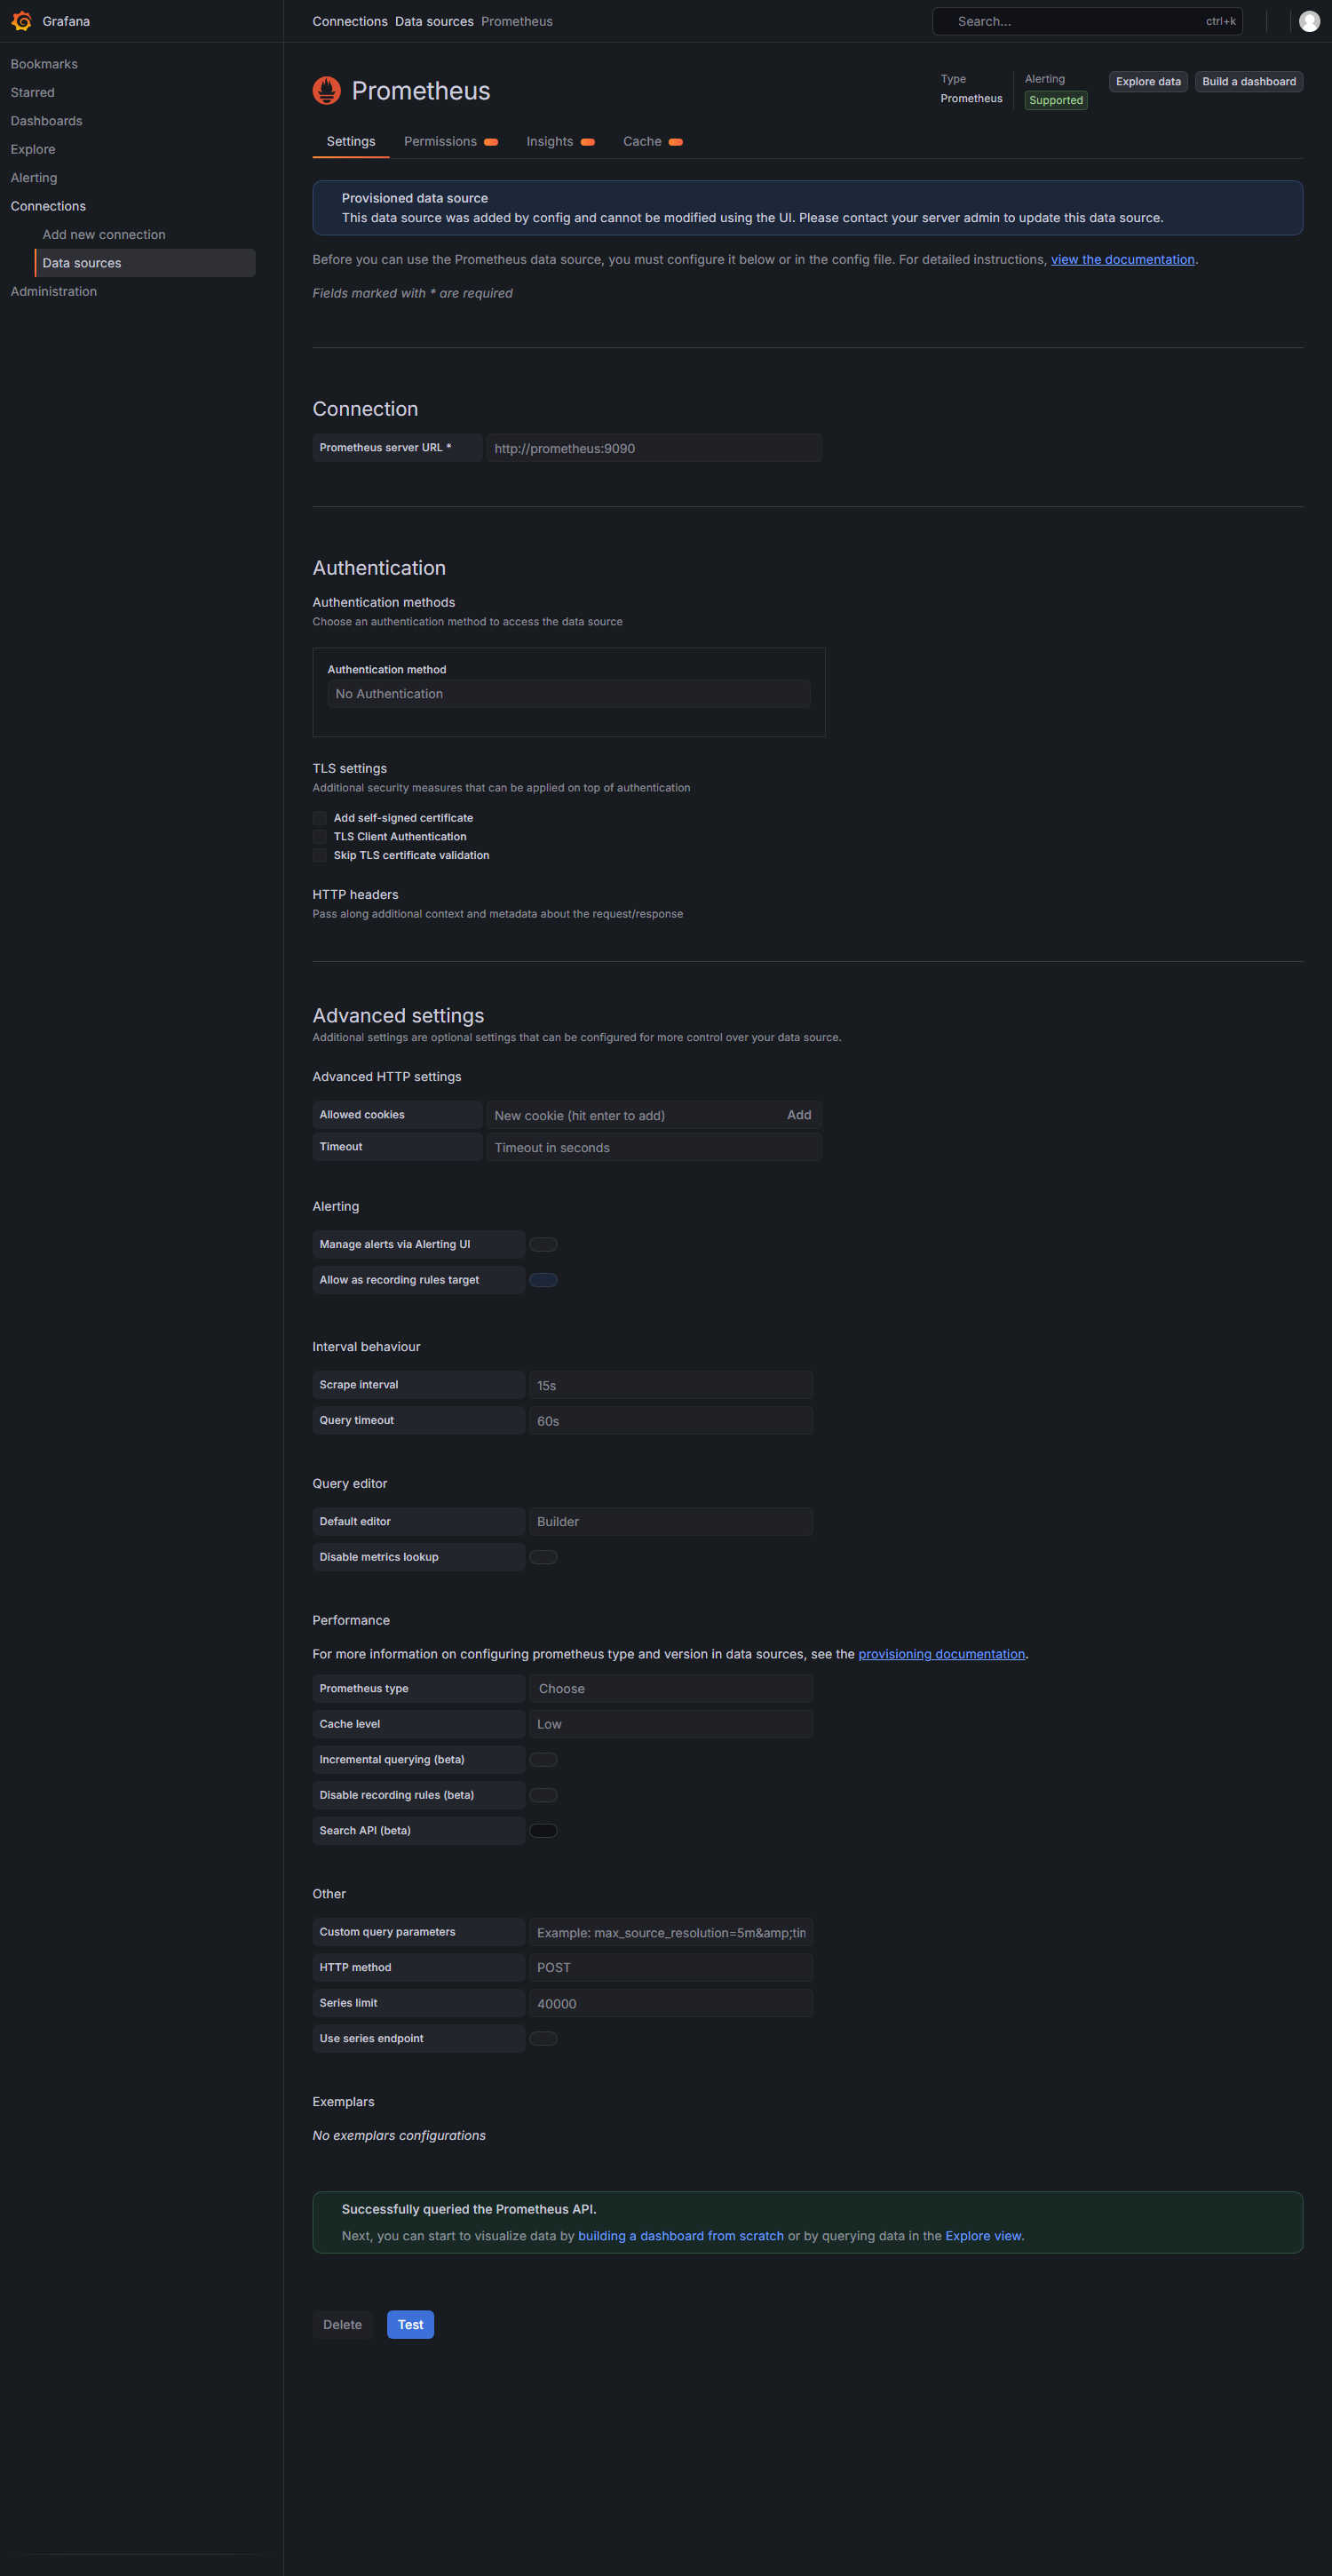 Grafana
Connections Data sources Prometheus
Search... ctrl+k
Bookmarks
Starred
Dashboards
Explore
Alerting
Connections
Add new connection
Data sources
Administration
Prometheus
Type
Prometheus
Alerting
Supported
Explore data
Build a dashboard
Settings Permissions Insights Cache
Provisioned data source
This data source was added by config and cannot be modified using the UI. Please contact your server admin to update this data source.
Before you can use the Prometheus data source, you must configure it below or in the config file. For detailed instructions, view the documentation.
Fields marked with * are required
Connection
Prometheus server URL * http://prometheus:9090
Authentication
Authentication methods
Choose an authentication method to access the data source
Authentication method
No Authentication
TLS settings
Additional security measures that can be applied on top of authentication
Add self-signed certificate
TLS Client Authentication
Skip TLS certificate validation
HTTP headers
Pass along additional context and metadata about the request/response
Advanced settings
Additional settings are optional settings that can be configured for more control over your data source.
Advanced HTTP settings
Allowed cookies New cookie (hit enter to add) Add
Timeout Timeout in seconds
Alerting
Manage alerts via Alerting UI
Allow as recording rules target
Interval behaviour
Scrape interval 15s
Query timeout 60s
Query editor
Default editor Builder
Disable metrics lookup
Performance
For more information on configuring prometheus type and version in data sources, see the provisioning documentation.
Prometheus type Choose
Cache level Low
Incremental querying (beta)
Disable recording rules (beta)
Search API (beta)
Other
Custom query parameters Example: max_source_resolution=5m&amp;tin
HTTP method POST
Series limit 40000
Use series endpoint
Exemplars
No exemplars configurations
Successfully queried the Prometheus API.
Next, you can start to visualize data by building a dashboard from scratch or by querying data in the Explore view.
Delete Test